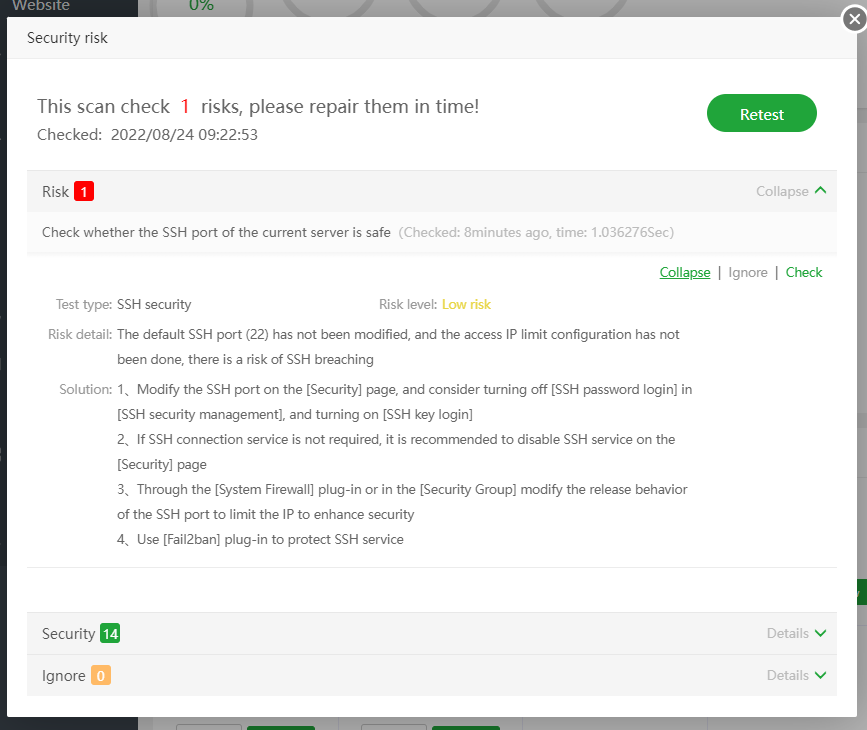 Website
0%
Security risk
This scan check 1 risks, please repair them in time!
Retest
Checked: 2022/08/24 09:22:53
Risk 1
Collapse
Check whether the SSH port of the current server is safe (Checked: 8minutes ago, time: 1.036276Sec)
Collapse | Ignore | Check
Test type: SSH security Risk level: Low risk
Risk detail: The default SSH port (22) has not been modified, and the access IP limit configuration has not
been done, there is a risk of SSH breaching
Solution: 1、Modify the SSH port on the [Security] page, and consider turning off [SSH password login] in
[SSH security management], and turning on [SSH key login]
2、If SSH connection service is not required, it is recommended to disable SSH service on the
[Security] page
3、Through the [System Firewall] plug-in or in the [Security Group] modify the release behavior
of the SSH port to limit the IP to enhance security
4、Use [Fail2ban] plug-in to protect SSH service
Security 14
Details
Ignore 0
Details